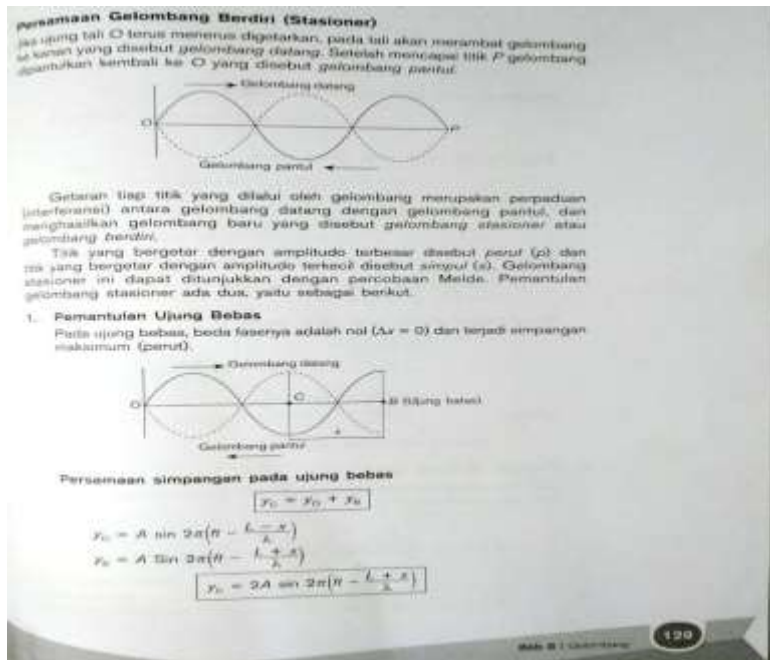 Persamaan Gelombang Berdiri (Stasioner)
Jika ujung tali O terus menerus digetarkan, pada tali akan merambat gelombang
ke kanan yang disebut gelombang datang. Setelah mencapai titik P gelombang
dipantulkan kembali ke O yang disebut gelombang pantul.
Gelombang datang
O
P
Gelombang pantul
Getaran tiap titik yang dilalui oleh gelombang merupakan perpaduan
(interferensi) antara gelombang datang dengan gelombang pantul, dan
menghasilkan gelombang baru yang disebut gelombang stasioner atau
gelombang berdiri.
Titik yang bergetar dengan amplitudo terbesar disebut perut (p) dan
titik yang bergetar dengan amplitudo terkecil disebut simpul (s). Gelombang
stasioner ini dapat ditunjukkan dengan percobaan Melde. Pemantulan
gelombang stasioner ada dua, yaitu sebagai berikut.
1. Pemantulan Ujung Bebas
Pada ujung bebas, beda fasenya adalah nol = 0) dan terjadi simpangan
maksimum (perut).
Gelombang datang
O
C
B (Ujung bebas)
x
Gelombang pantul
Persamaan simpangan pada ujung bebas
= A sin 2π(ft − (L − x)/λ)
= A Sin 2π(ft − (L + x)/λ)
= 2A sin 2π(ft − (L + x)/λ)
Gelombang
129